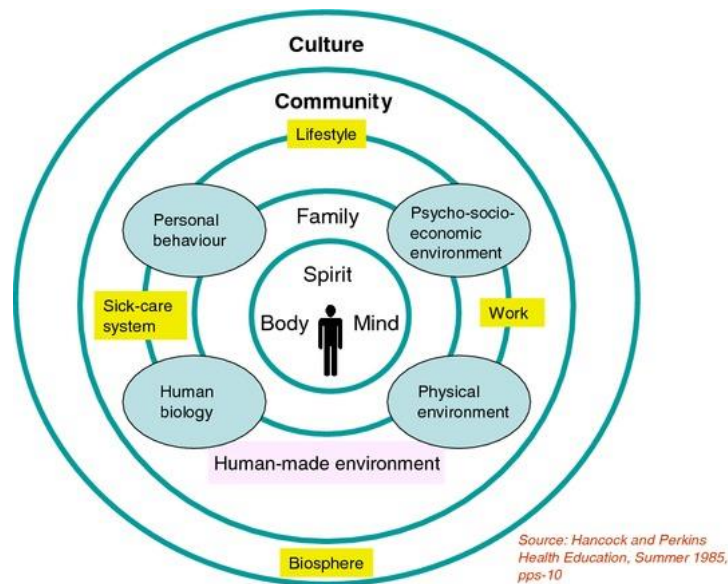 Culture
Community
Lifestyle
Personal
behaviour
Family
Psycho-socio-
economic
environment
Spirit
Sick-care
system
Body
Mind
Work
Human
biology
Physical
environment
Human-made environment
Biosphere
Source: Hancock and Perkins
Health Education, Summer 1985,
pps-10